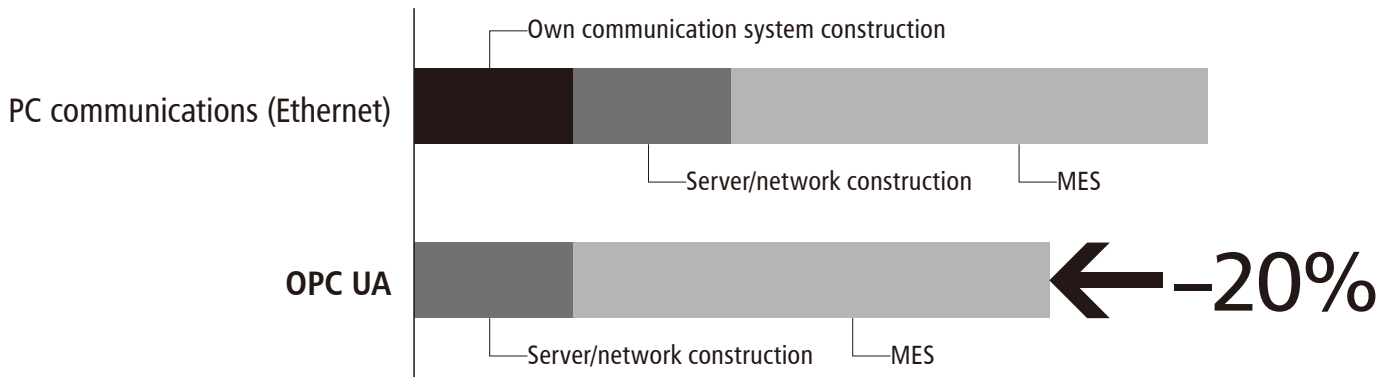 Own communication system construction
PC communications (Ethernet)
Server/network construction
MES
OPC UA
–20%
Server/network construction
MES